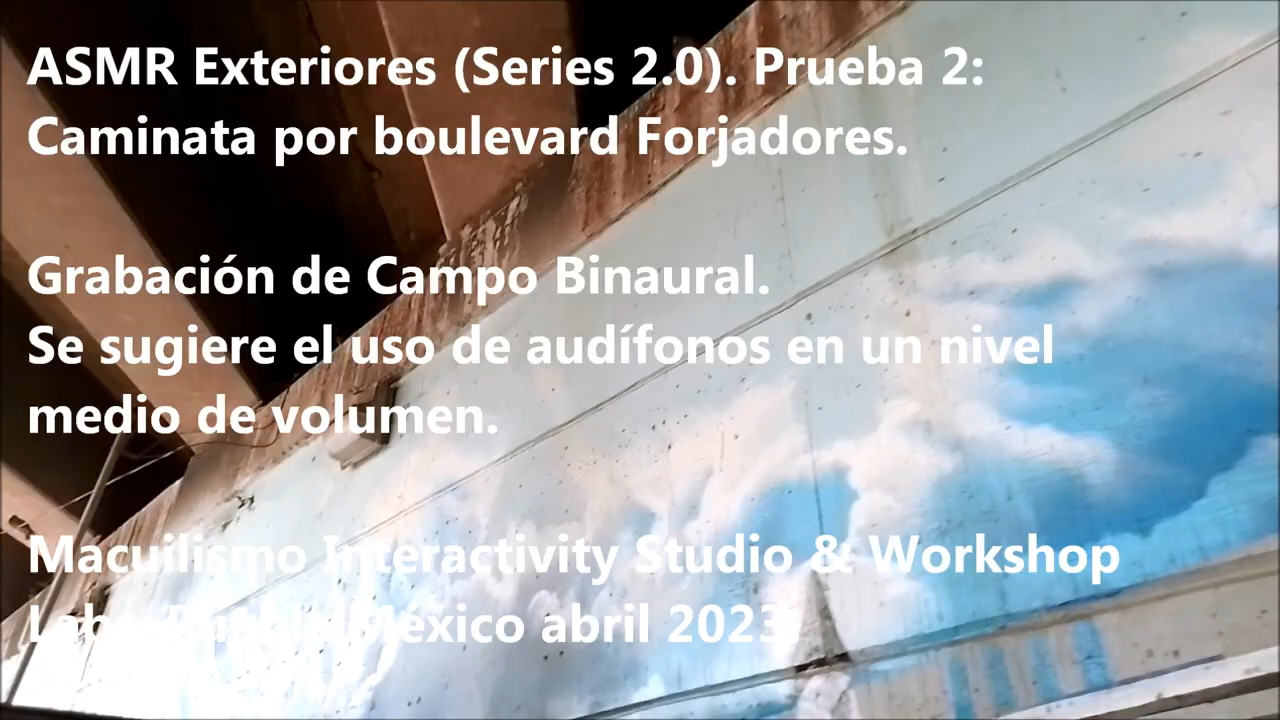 ASMR Exteriores (Series 2.0). Prueba 2:
Caminata por boulevard Forjadores.
Grabación de Campo Binaural.
Se sugiere el uso de audífonos en un nivel
medio de volumen.
Macuilismo Interactivity Studio & Workshop
México abril 2023.